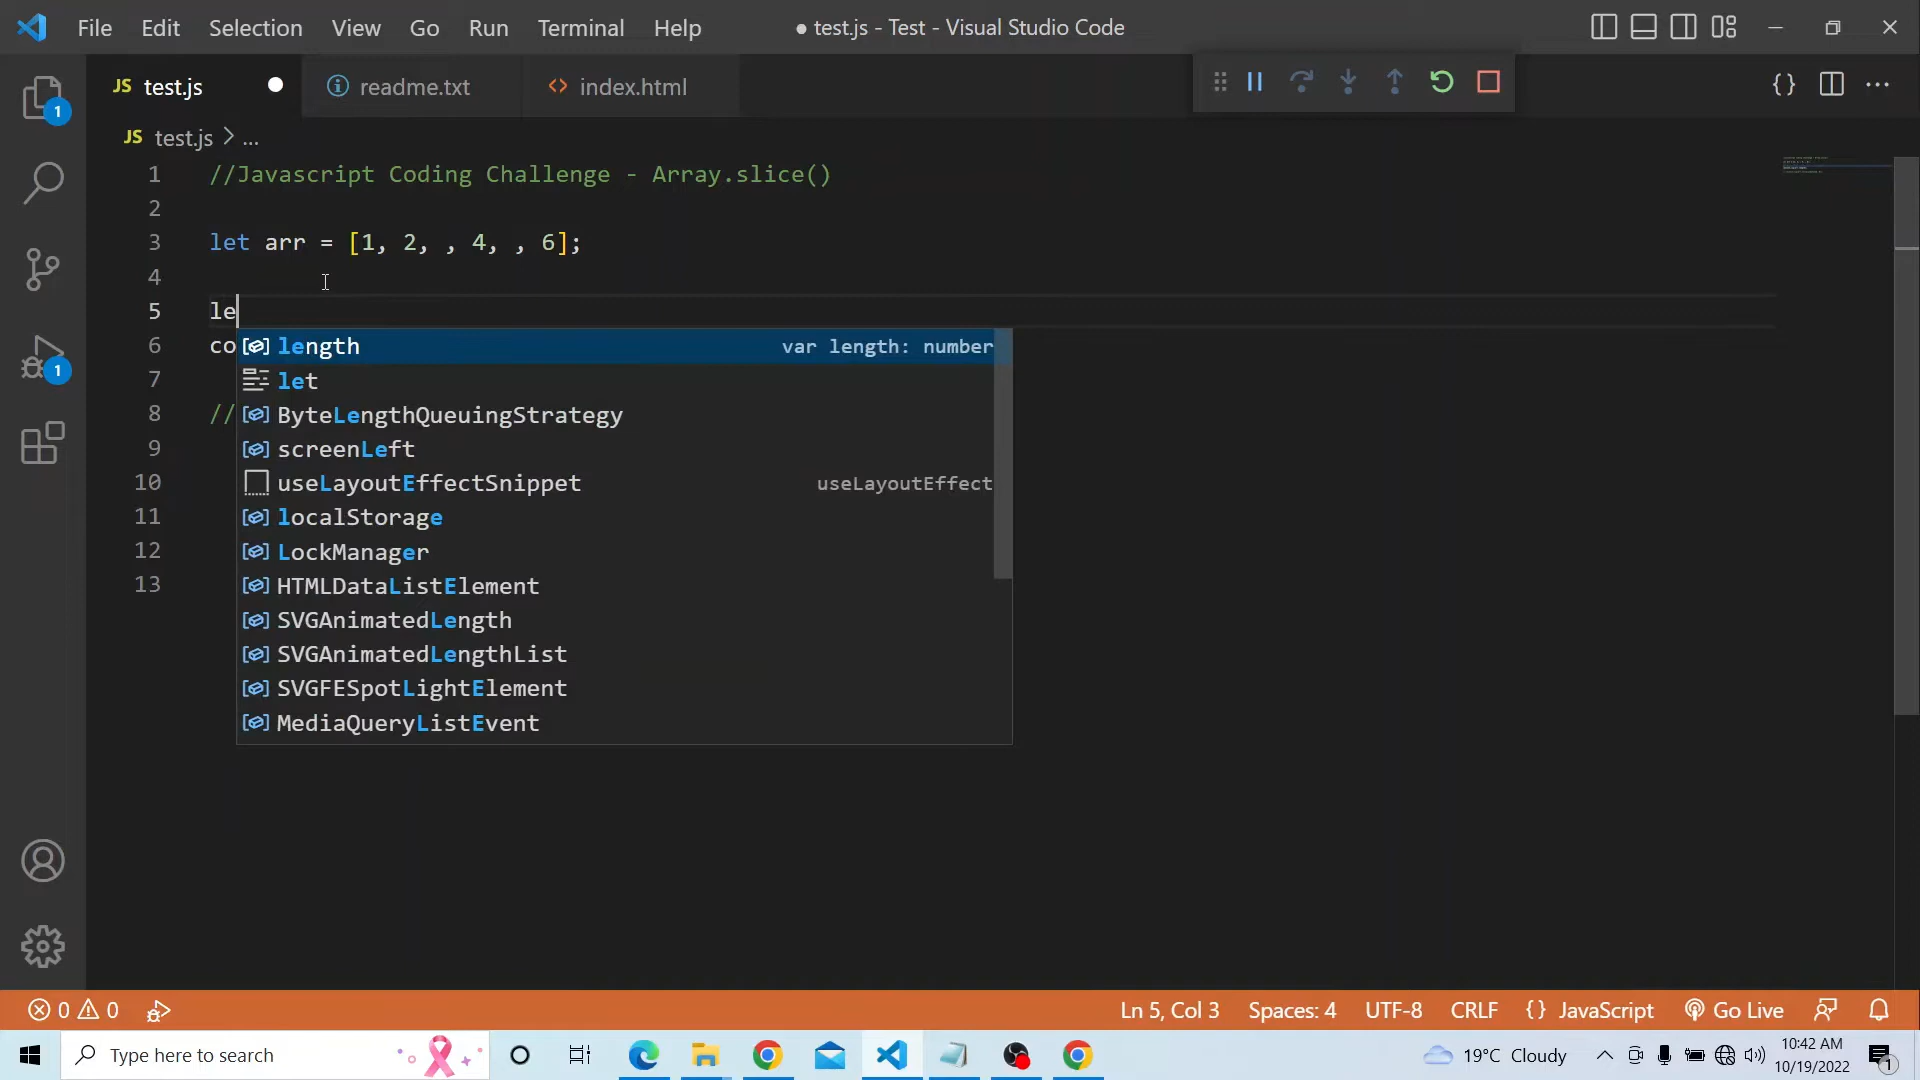 File Edit Selection View Go Run Terminal Help ● test.js - Test - Visual Studio Code
JS test.js readme.txt <> index.html
JS test.js > ...
1 //Javascript Coding Challenge - Array.slice()
2
3 let arr = [1, 2, , 4, , 6];
4
5 le
6 co
length var length: number
7
let
8 //
ByteLengthQueuingStrategy
9
screenLeft
10
useLayoutEffectSnippet useLayoutEffect
11
localStorage
12
LockManager
13
HTMLDataListElement
SVGAnimatedLength
SVGAnimatedLengthList
SVGFESpotLightElement
MediaQueryListEvent
1
1
0 0 Ln 5, Col 3 Spaces: 4 UTF-8 CRLF {} JavaScript Go Live
Type here to search 19°C Cloudy 10:42 AM
10/19/2022 1